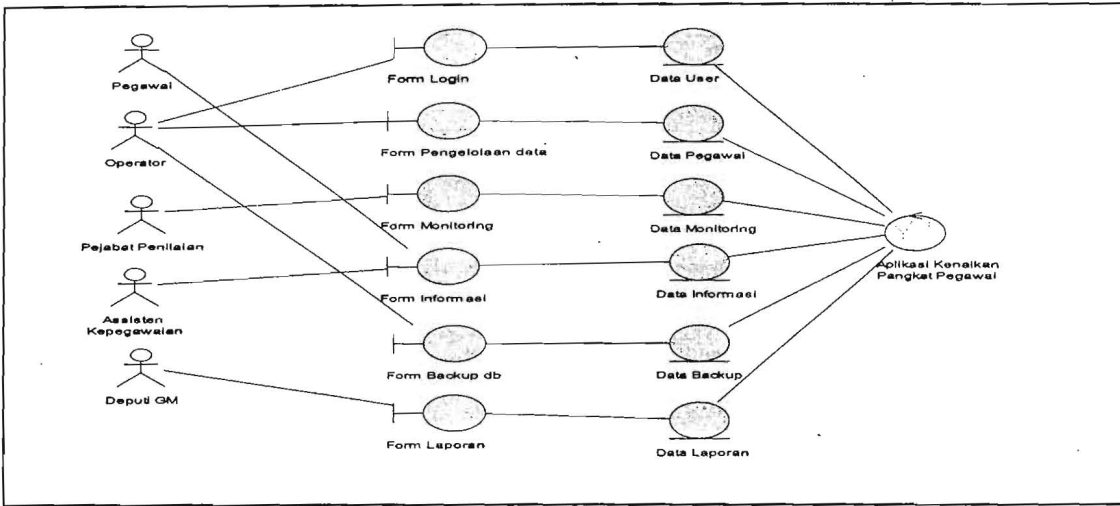 Pegawai
Form Login
Data User
Operator
Form Pengelolaan data
Data Pegawai
Pejabat Penilaian
Form Monitoring
Data Monitoring
Aplikasi Kenaikan
Pangkat Pegawai
Assisten
Kepegawaian
Form Informasi
Data Informasi
Deputi GM
Form Backup db
Data Backup
Form Laporan
Data Laporan